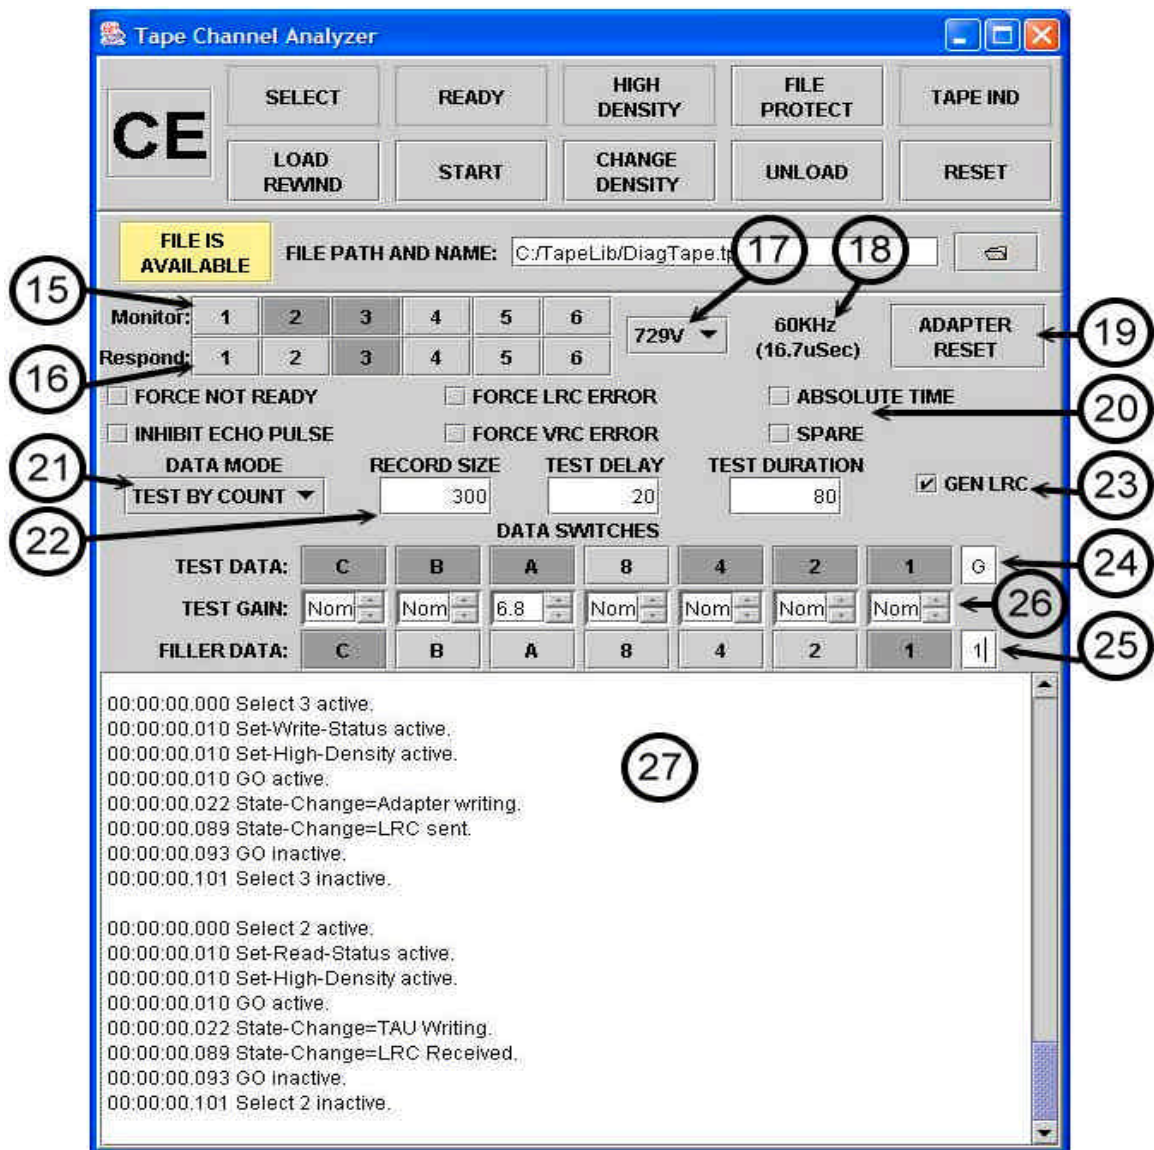 Tape Channel Analyzer
CE
SELECT READY HIGH DENSITY FILE PROTECT TAPE IND
LOAD REWIND START CHANGE DENSITY UNLOAD RESET
FILE IS AVAILABLE FILE PATH AND NAME: C:/TapeLib/DiagTape.tp
17 18
15 Monitor: 1 2 3 4 5 6
729V 60KHz (16.7uSec) ADAPTER RESET 19
16 Respond: 1 2 3 4 5 6
FORCE NOT READY FORCE LRC ERROR ABSOLUTE TIME
20
INHIBIT ECHO PULSE FORCE VRC ERROR SPARE
21 DATA MODE RECORD SIZE TEST DELAY TEST DURATION
TEST BY COUNT 300 20 80 GEN LRC 23
22 DATA SWITCHES
TEST DATA: C B A 8 4 2 1 G 24
TEST GAIN: Nom Nom 6.8 Nom Nom Nom Nom 26
FILLER DATA: C B A 8 4 2 1 1 25
00:00:00.000 Select 3 active.
00:00:00.010 Set-Write-Status active.
00:00:00.010 Set-High-Density active.
27
00:00:00.010 GO active.
00:00:00.022 State-Change=Adapter writing.
00:00:00.089 State-Change=LRC sent.
00:00:00.093 GO inactive.
00:00:00.101 Select 3 inactive.
00:00:00.000 Select 2 active.
00:00:00.010 Set-Read-Status active.
00:00:00.010 Set-High-Density active.
00:00:00.010 GO active.
00:00:00.022 State-Change=TAU Writing.
00:00:00.089 State-Change=LRC Received.
00:00:00.093 GO inactive.
00:00:00.101 Select 2 inactive.